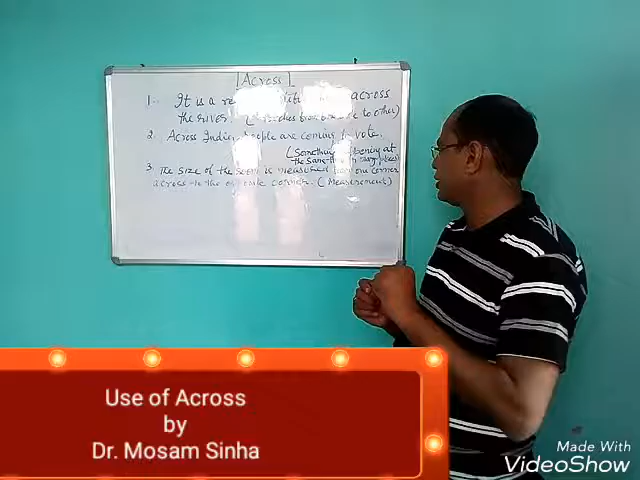 [Across]
1. It is a across
the river. ( to other)
2. Across India, people are coming to vote.
(Something happening at
the same time in many places)
3 The size of the is measured from one corner
across to the opposite corner. (Measurement)
Use of Across
by
Dr. Mosam Sinha
Made With
VideoShow